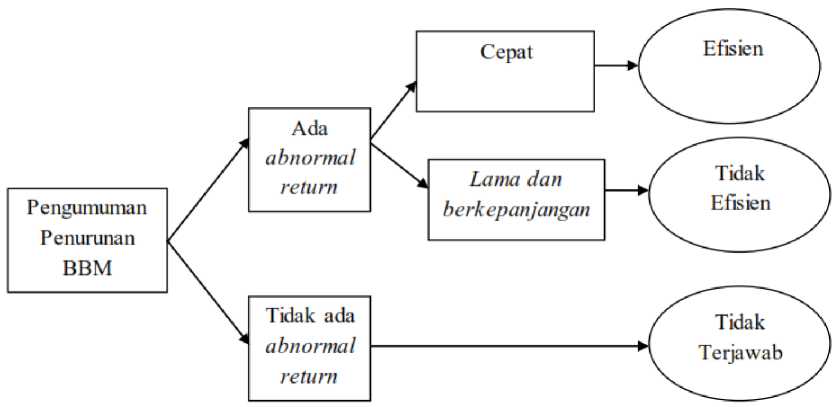 Pengumuman
Penurunan
BBM
Ada
abnormal
return
Cepat
Efisien
Lama dan
berkepanjangan
Tidak
Efisien
Tidak ada
abnormal
return
Tidak
Terjawab